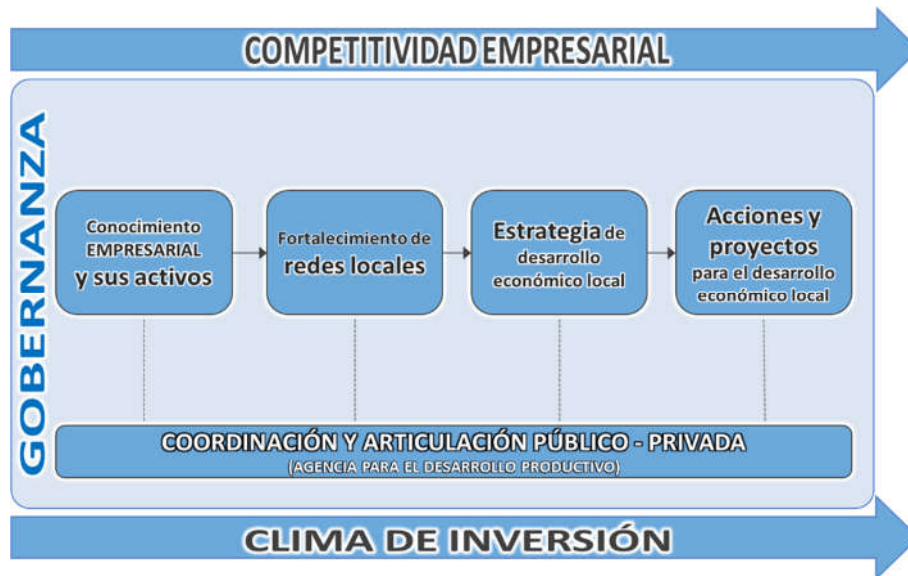 COMPETITIVIDAD EMPRESARIAL
GOBERNANZA
Conocimiento
EMPRESARIAL
y sus activos
Fortalecimiento de
redes locales
Estrategia de
desarrollo
económico local
Acciones y
proyectos
para el desarrollo
económico local
COORDINACIÓN Y ARTICULACIÓN PÚBLICO - PRIVADA
(AGENCIA PARA EL DESARROLLO PRODUCTIVO)
CLIMA DE INVERSIÓN